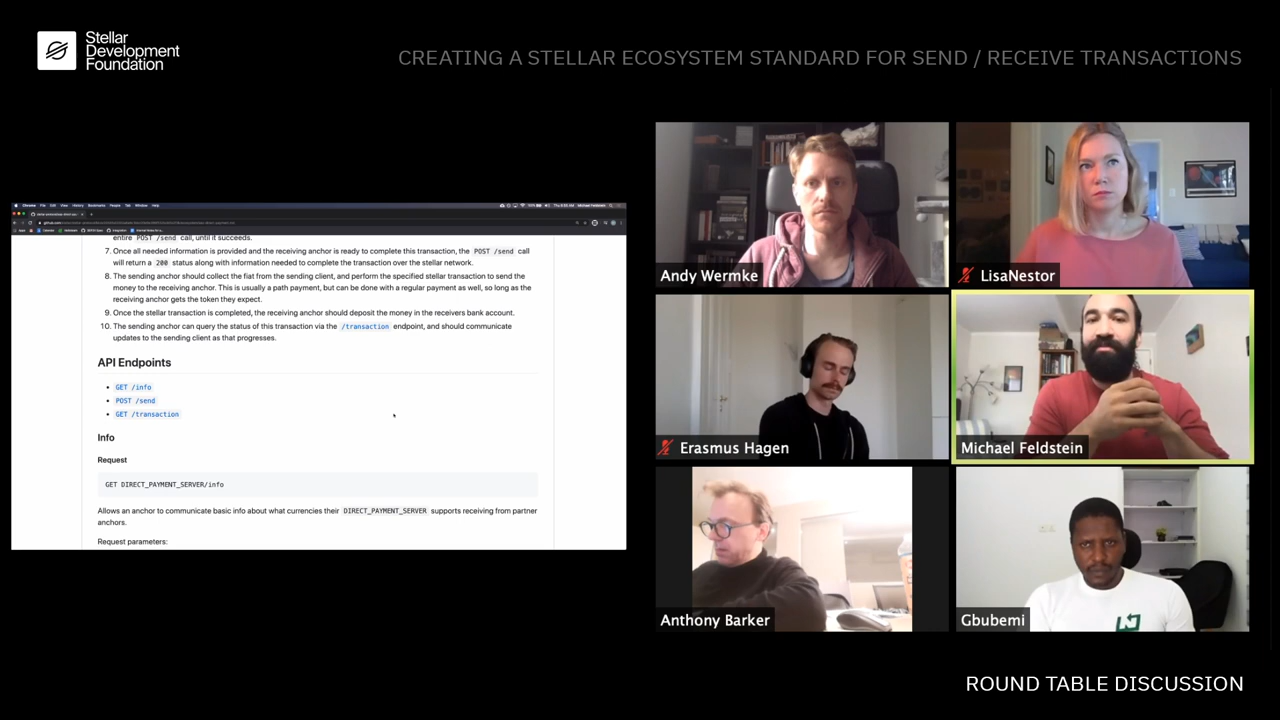 Stellar
Development
Foundation
CREATING A STELLAR ECOSYSTEM STANDARD FOR SEND / RECEIVE TRANSACTIONS
entire POST /send call, until it succeeds.
7. Once all needed information is provided and the receiving anchor is ready to complete this transaction, the POST /send call
will return a 200 status along with information needed to complete the transaction over the stellar network.
8. The sending anchor should collect the fiat from the sending client, and perform the specified stellar transaction to send the
money to the receiving anchor. This is usually a path payment, but can be done with a regular payment as well, so long as the
receiving anchor gets the token they expect.
9. Once the stellar transaction is completed, the receiving anchor should deposit the money in the receivers bank account.
10. The sending anchor can query the status of this transaction via the /transaction endpoint, and should communicate
updates to the sending client as that progresses.
API Endpoints
• GET /info
• POST /send
• GET /transaction
Info
Request
GET DIRECT_PAYMENT_SERVER/info
Allows an anchor to communicate basic info about what currencies their DIRECT_PAYMENT_SERVER supports receiving from partner
anchors.
Request parameters:
Andy Wermke
LisaNestor
Erasmus Hagen
Michael Feldstein
Anthony Barker
Gbubemi
ROUND TABLE DISCUSSION